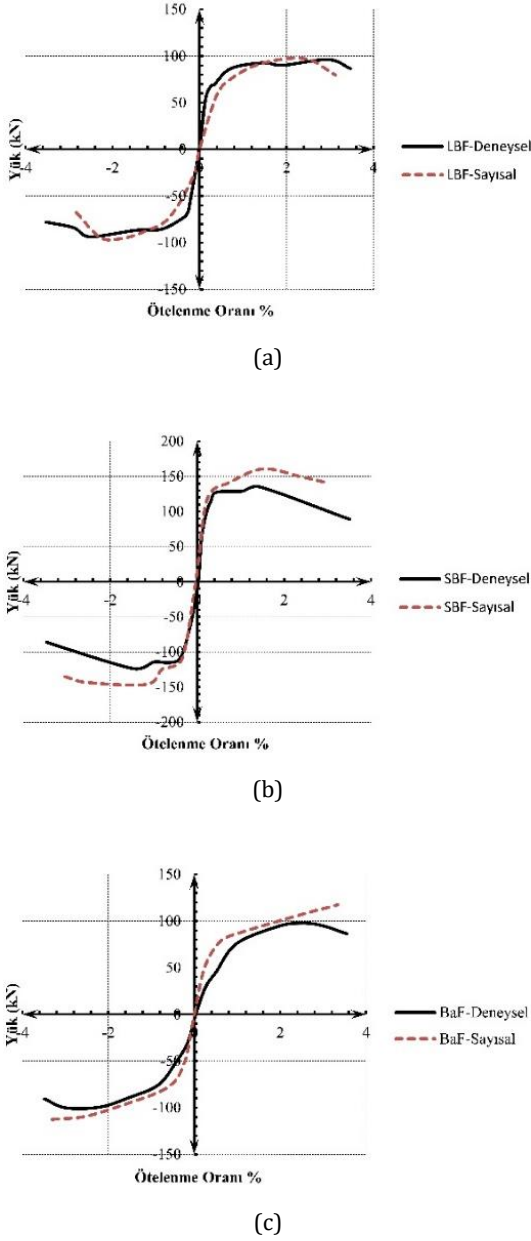 150
100
50
0
-4
-2
0
2
4
-50
-100
-150
Yük (kN)
Ötelenme Oranı %
LBF-Deneysel
LBF-Sayısal
(a)
200
150
100
50
0
-4
-2
0
2
4
-50
-100
-150
-200
Yük (kN)
Ötelenme Oranı %
SBF-Deneysel
SBF-Sayısal
(b)
150
100
50
0
-4
-2
0
2
4
-50
-100
-150
Yük (kN)
Ötelenme Oranı %
BaF-Deneysel
BaF-Sayısal
(c)